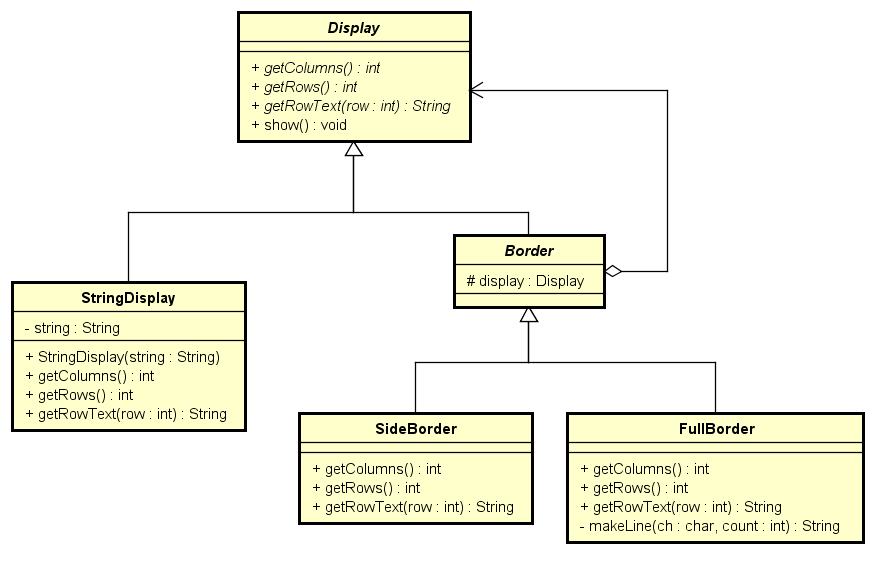 Display
+ getColumns() : int
+ getRows() : int
+ getRowText(row : int) : String
+ show() : void
Border
# display : Display
StringDisplay
- string : String
+ StringDisplay(string : String)
+ getColumns() : int
+ getRows() : int
+ getRowText(row : int) : String
SideBorder
+ getColumns() : int
+ getRows() : int
+ getRowText(row : int) : String
FullBorder
+ getColumns() : int
+ getRows() : int
+ getRowText(row : int) : String
- makeLine(ch : char, count : int) : String